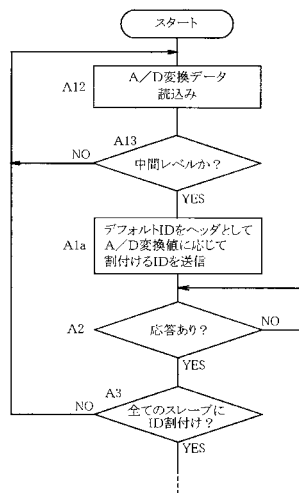 スタート
A12
A/D変換データ
読込み
A13
NO
中間レベルか?
YES
A1a
デフォルトIDをヘッダとして
A/D変換値に応じて
割付けるIDを送信
A2
応答あり?
NO
YES
A3
NO
全てのスレーブに
ID割付け?
YES